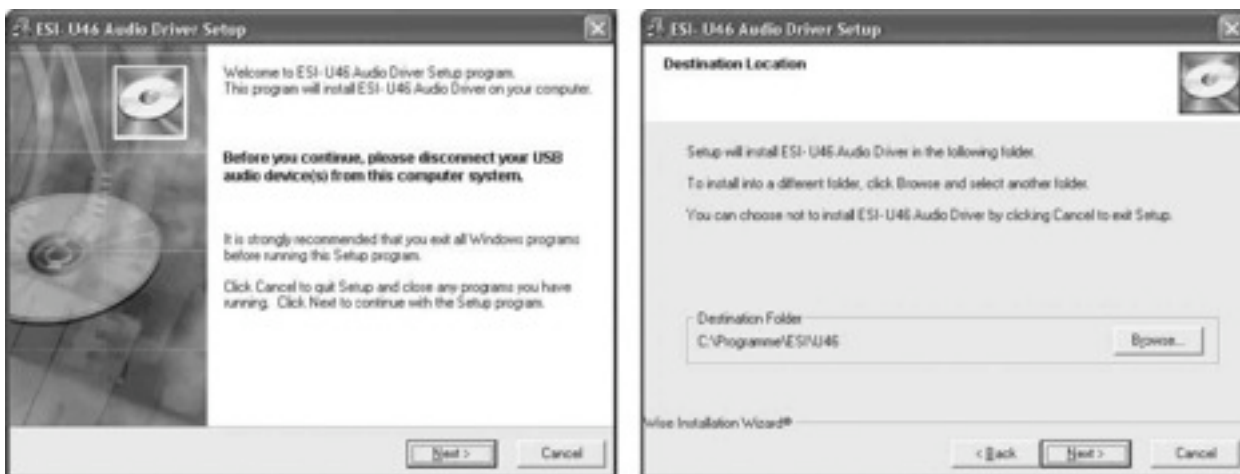 ESI- U46 Audio Driver Setup
Welcome to ESI- U46 Audio Driver Setup program.
This program will install ESI- U46 Audio Driver on your computer.
Before you continue, please disconnect your USB
audio device(s) from this computer system.
It is strongly recommended that you exit all Windows programs
before running this Setup program.
Click Cancel to quit Setup and close any programs you have
running. Click Next to continue with the Setup program.
Next >
Cancel
ESI- U46 Audio Driver Setup
Destination Location
Setup will install ESI- U46 Audio Driver in the following folder.
To install into a different folder, click Browse and select another folder.
You can choose not to install ESI- U46 Audio Driver by clicking Cancel to exit Setup.
Destination Folder
C:\Programme\ESI\U46
Browse...
Wise Installation Wizard®
< Back
Next >
Cancel